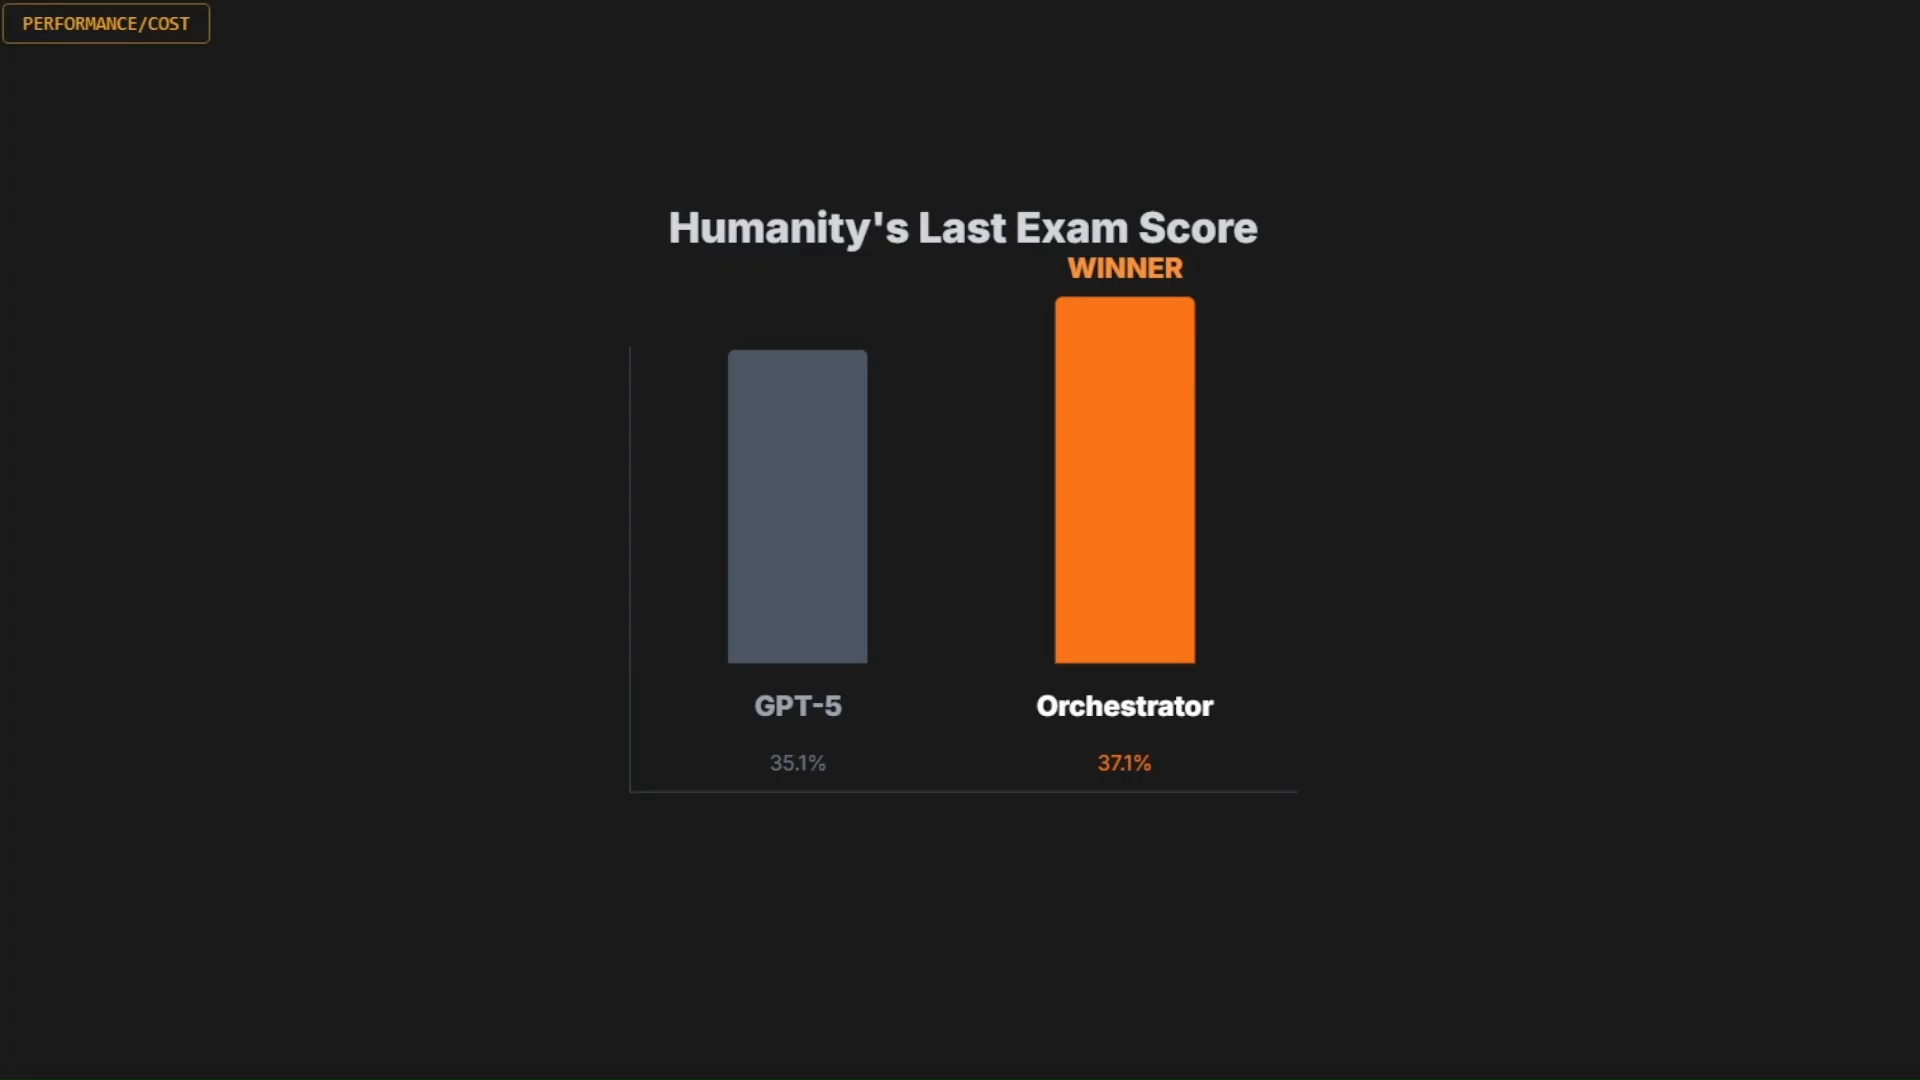 PERFORMANCE/COST
Humanity's Last Exam Score
WINNER
GPT-5
Orchestrator
35.1%
37.1%